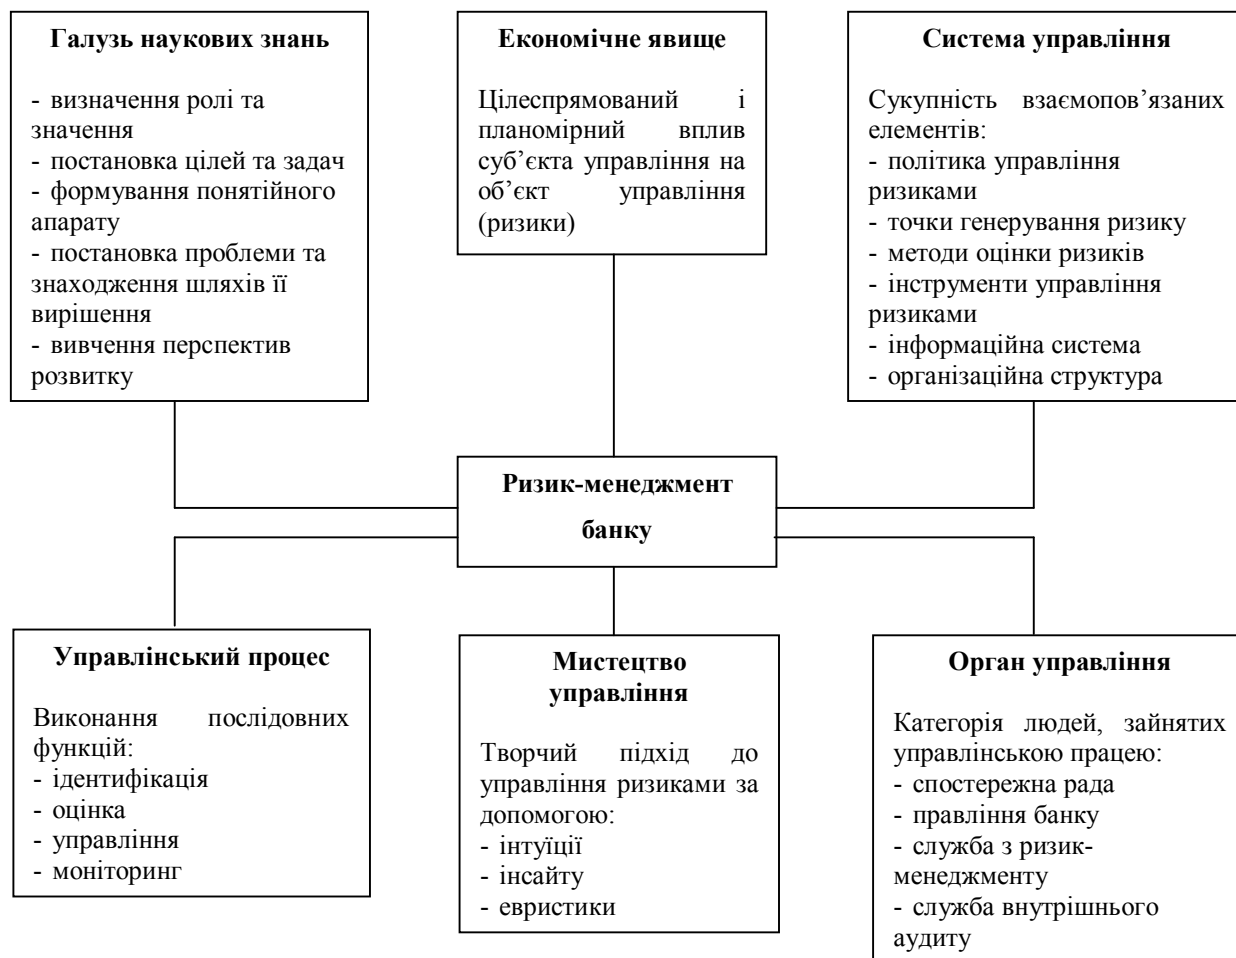 Галузь наукових знань
- визначення ролі та
значення
- постановка цілей та задач
- формування понятійного
апарату
- постановка проблеми та
знаходження шляхів її
вирішення
- вивчення перспектив
розвитку
Економічне явище
Цілеспрямований і
планомірний вплив
суб’єкта управління на
об’єкт управління
(ризики)
Система управління
Сукупність взаємопов’язаних
елементів:
- політика управління
ризиками
- точки генерування ризику
- методи оцінки ризиків
- інструменти управління
ризиками
- інформаційна система
- організаційна структура
Ризик-менеджмент
банку
Управлінський процес
Виконання послідовних
функцій:
- ідентифікація
- оцінка
- управління
- моніторинг
Мистецтво
управління
Творчий підхід до
управління ризиками за
допомогою:
- інтуїції
- інсайту
- евристики
Орган управління
Категорія людей, зайнятих
управлінською працею:
- спостережна рада
- правління банку
- служба з ризик-
менеджменту
- служба внутрішнього
аудиту